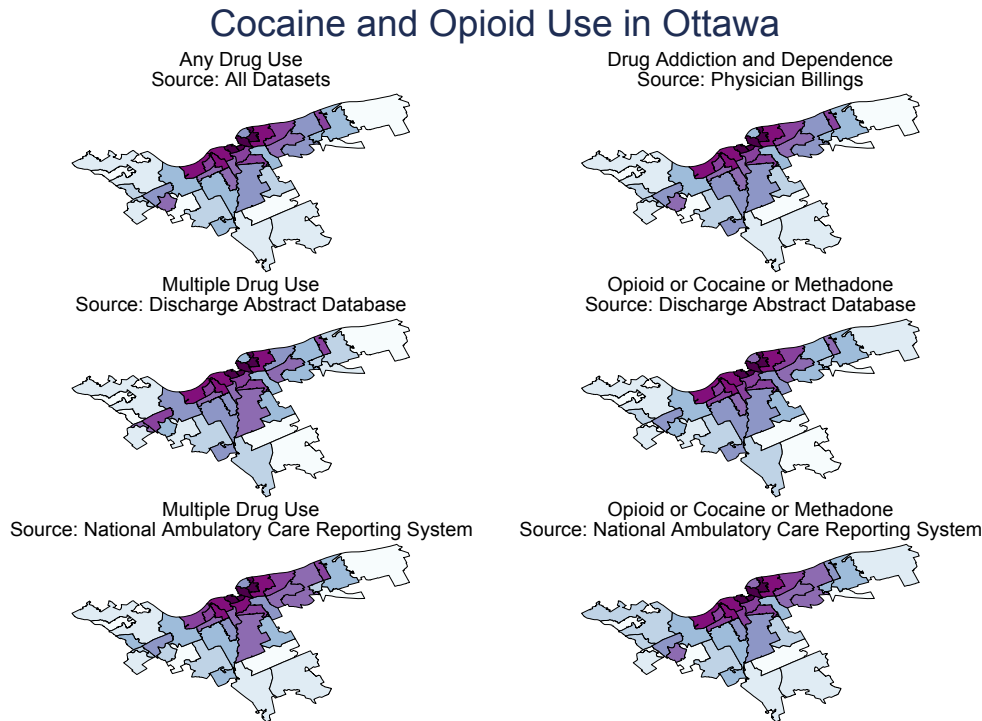 Cocaine and Opioid Use in Ottawa
Any Drug Use
Source: All Datasets
Drug Addiction and Dependence
Source: Physician Billings
Multiple Drug Use
Source: Discharge Abstract Database
Opioid or Cocaine or Methadone
Source: Discharge Abstract Database
Multiple Drug Use
Source: National Ambulatory Care Reporting System
Opioid or Cocaine or Methadone
Source: National Ambulatory Care Reporting System